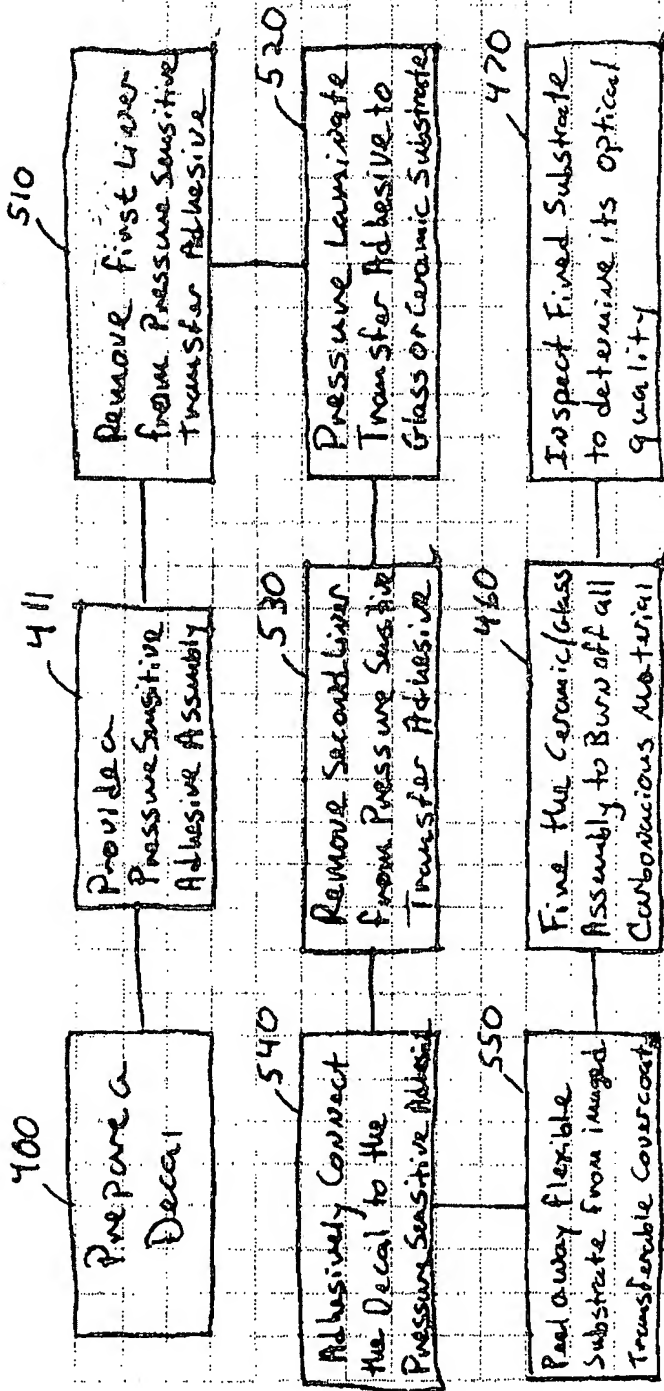 400
Prepare a
Decal
411
Provide a
Pressure Sensitive
Adhesive Assembly
510
Remove first Liner
from Pressure Sensitive
Transfer Adhesive
520
Pressure Laminate
Transfer Adhesive to
Glass or Ceramic Substrate
530
Remove Second Liner
from Pressure Sensitive
Transfer Adhesive
540
Adhesively Connect
the Decal to the
Pressure Sensitive Adhesive
550
Peel away flexible
Substrate from imaged
Transferable Covercoat
460
Fire the Ceramic/Glass
Assembly to Burn off all
Carbonacious Material
470
Inspect Fired Substrate
to determine its Optical
quality